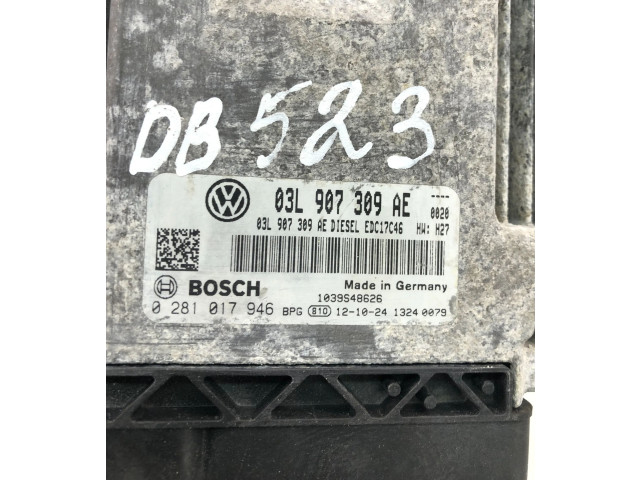 DB 523
03L 907 309 AE ----
0020
03L 907 309 AE DIESEL EDC17C46 HW: H27
BOSCH Made in Germany
1039S48626
0 281 017 946 BPG 810 12-10-24 1324 0079